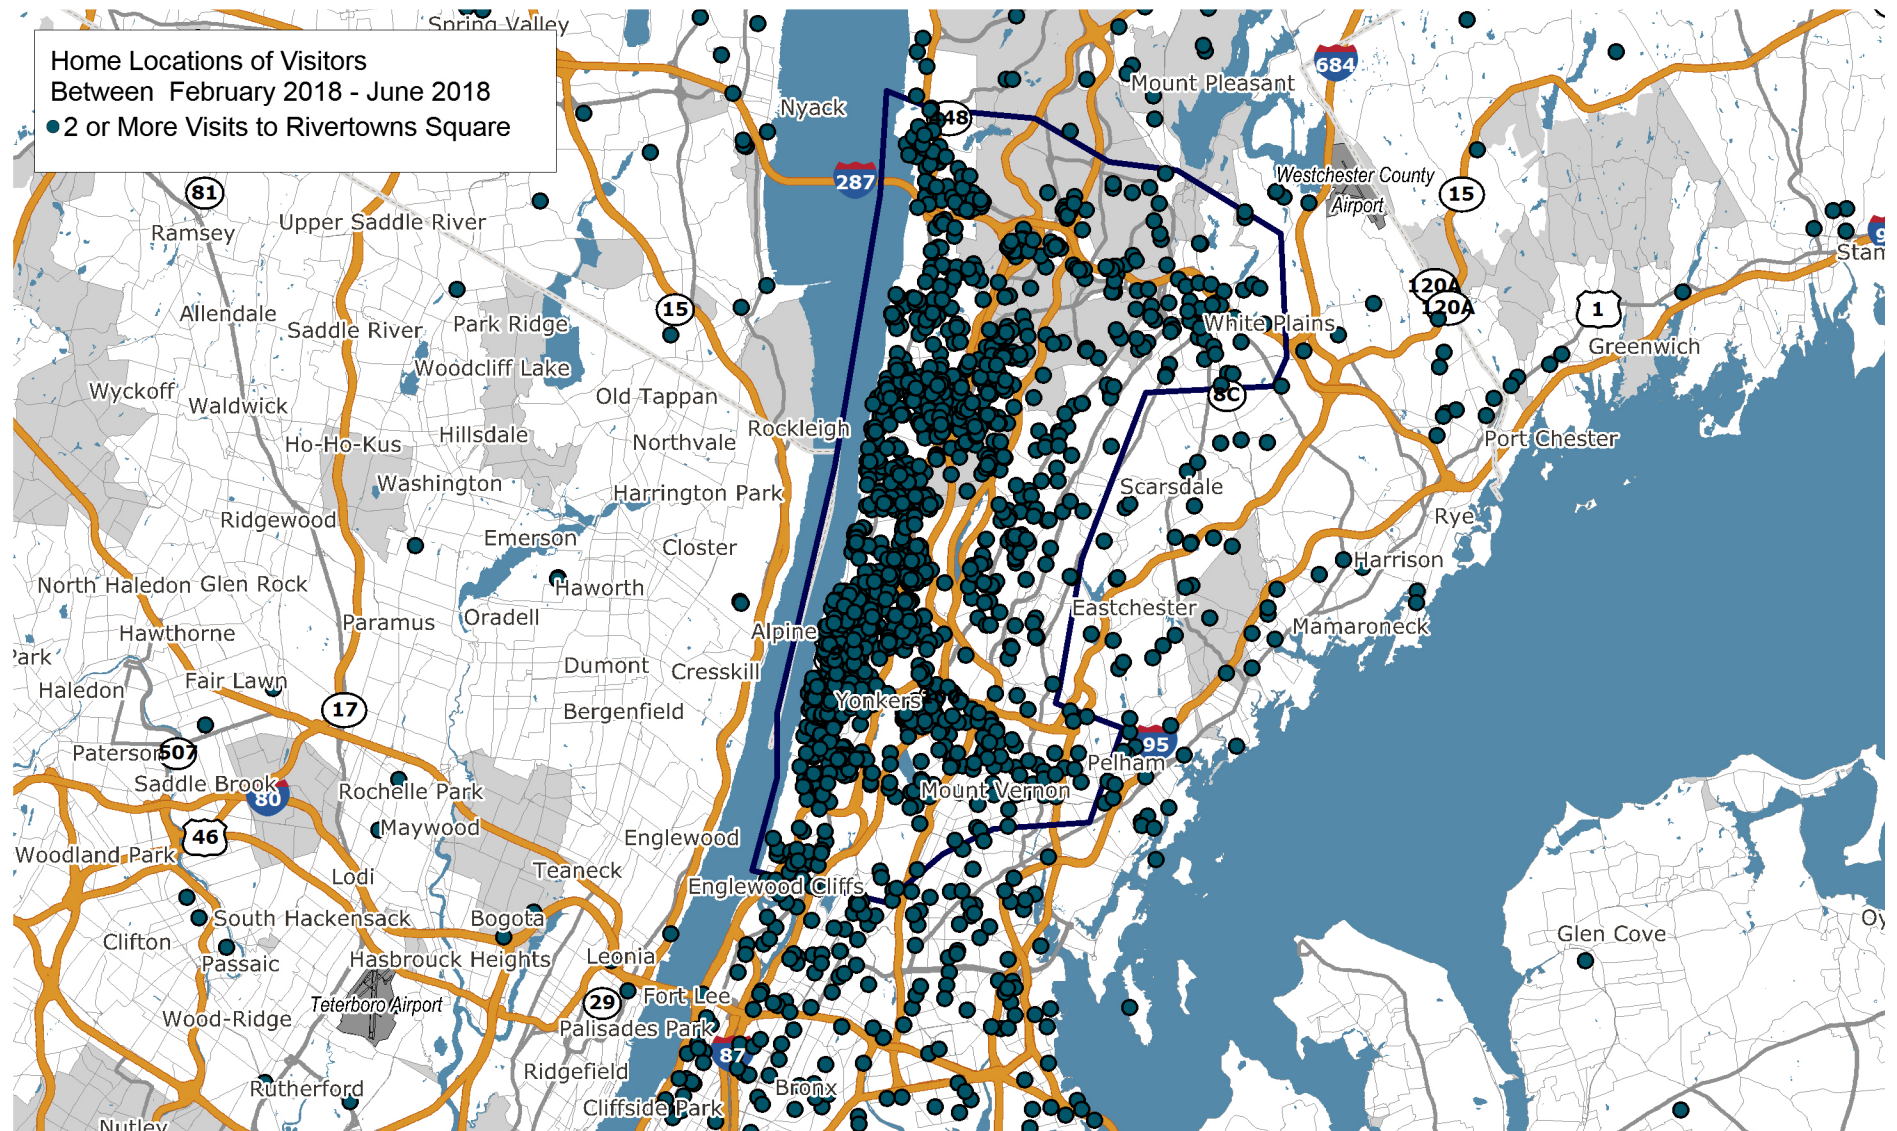 Spring Valley
Home Locations of Visitors
Between February 2018 - June 2018
2 or More Visits to Rivertowns Square
684
Mount Pleasant
Nyack
448
287
Westchester County
Airport
81
15
Ramsey
Upper Saddle River
9
Stam
120A
120A
Allendale
Saddle River
Park Ridge
15
White Plains
1
Greenwich
Woodcliff Lake
Wyckoff
Waldwick
Old Tappan
8C
Ho-Ho-Kus
Hillsdale
Northvale
Rockleigh
Port Chester
Washington
Harrington Park
Scarsdale
Ridgewood
Rye
Emerson
Closter
Harrison
North Haledon
Glen Rock
Haworth
Oradell
Eastchester
Paramus
Hawthorne
Alpine
Mamaroneck
Park
Dumont
Cresskill
Haledon
Fair Lawn
Yonkers
17
Bergenfield
95
Paterson
507
Pelham
Saddle Brook
80
Rochelle Park
Mount Vernon
46
Maywood
Englewood
Woodland Park
Lodi
Teaneck
Englewood Cliffs
South Hackensack
Bogota
Oy
Clifton
Glen Cove
Passaic
Hasbrouck Heights
Leonia
Teterboro Airport
29
Fort Lee
Wood-Ridge
Palisades Park
87
Ridgefield
Rutherford
Bronx
Cliffside Park
Nutley